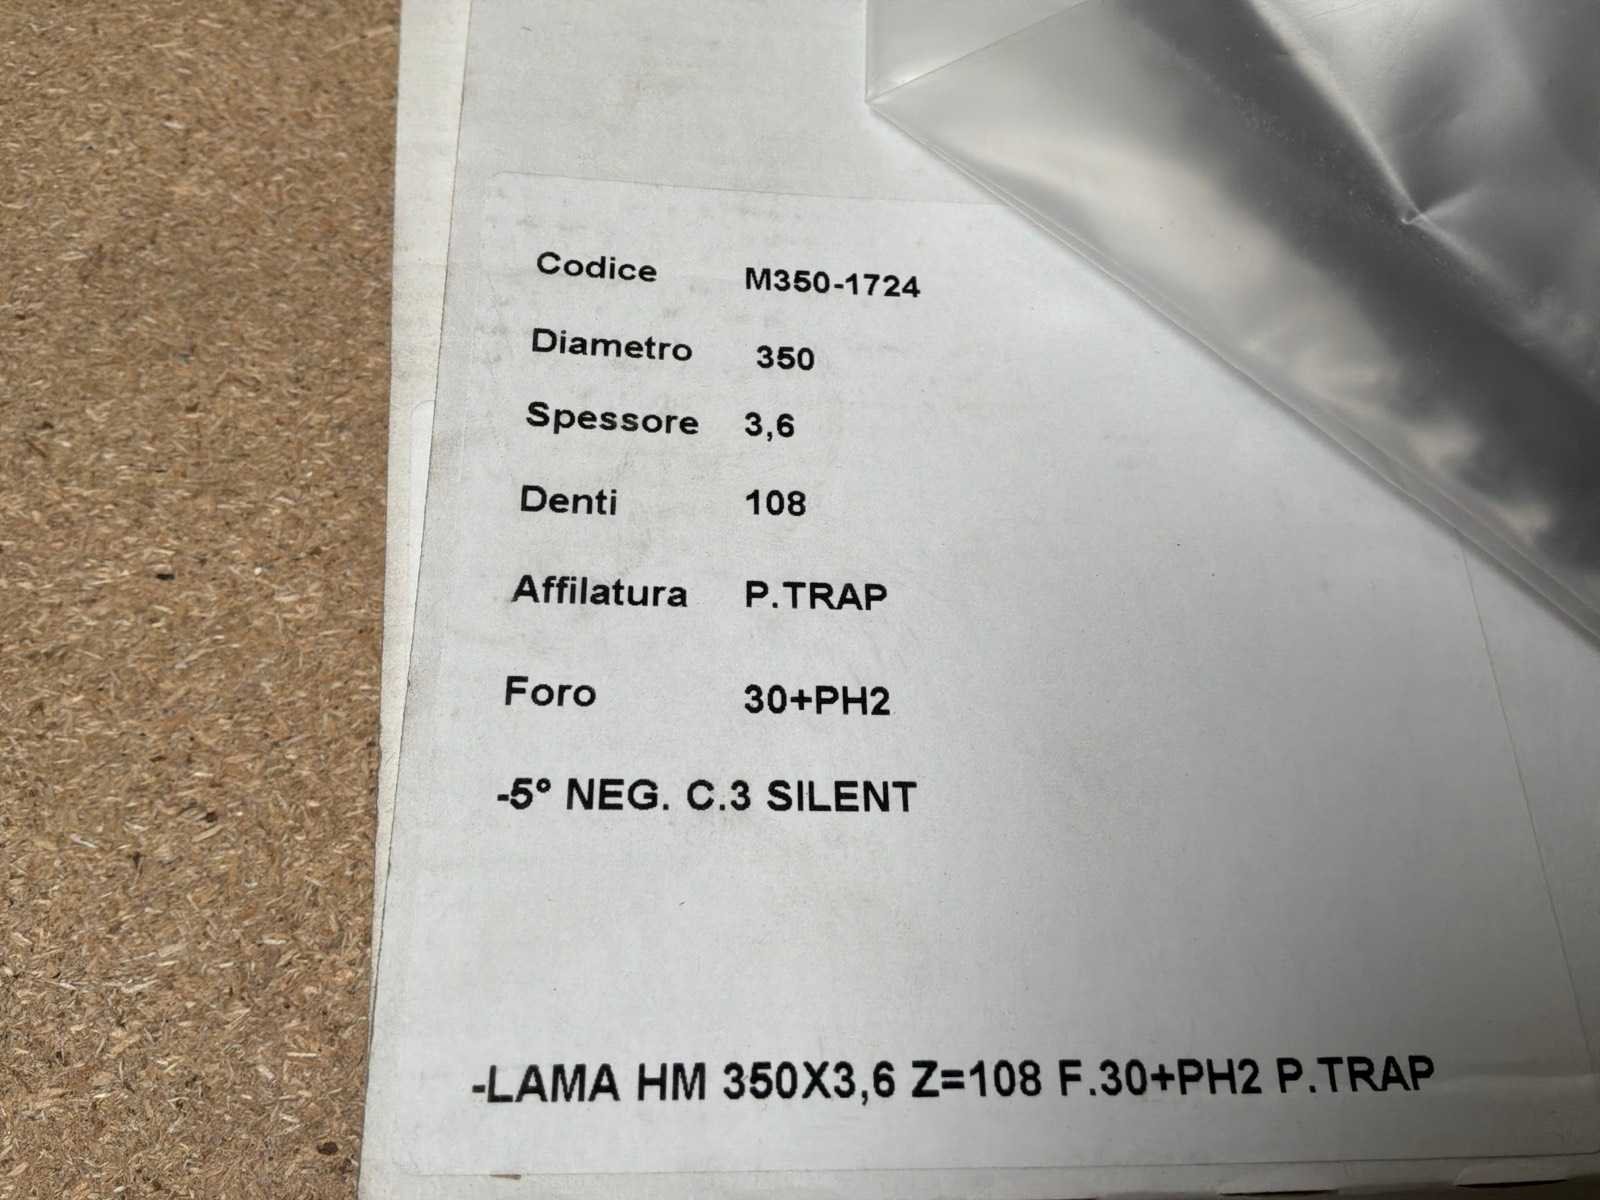 Codice M350-1724
Diametro 350
Spessore 3,6
Denti 108
Affilatura P.TRAP
Foro 30+PH2
-5° NEG. C.3 SILENT
-LAMA HM 350X3,6 Z=108 F.30+PH2 P.TRAP